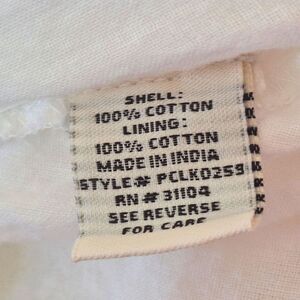 SHELL:
100% COTTON
LINING:
100% COTTON
MADE IN INDIA
STYLE# PCLK0259
RN # 31104
SEE REVERSE
FOR CARE